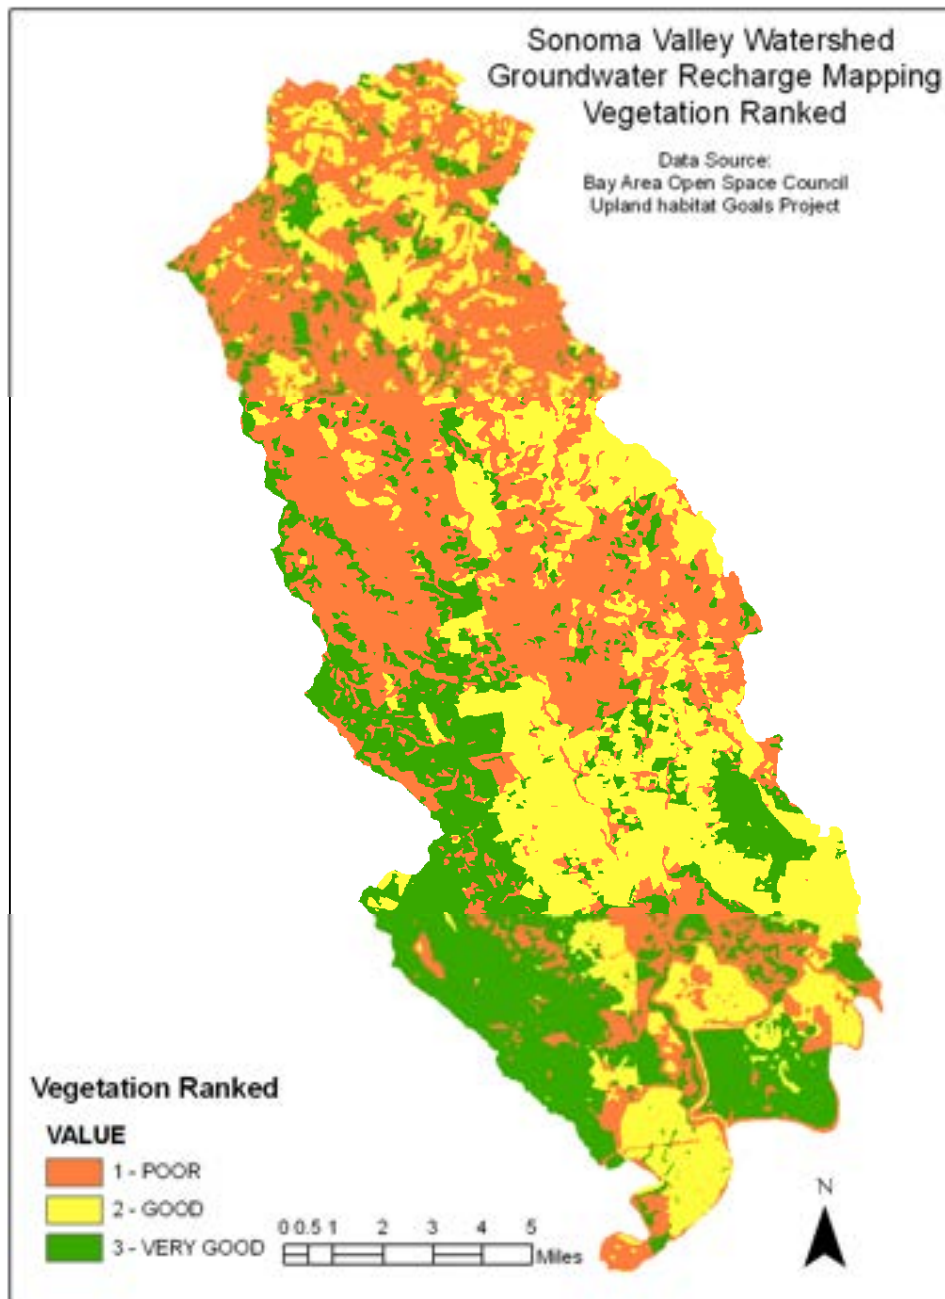 Sonoma Valley Watershed
Groundwater Recharge Mapping
Vegetation Ranked
Data Source:
Bay Area Open Space Council
Upland habitat Goals Project
Vegetation Ranked
VALUE
1 - POOR
2 - GOOD
3 - VERY GOOD
0 0.5 1 2 3 4 5
Miles
N